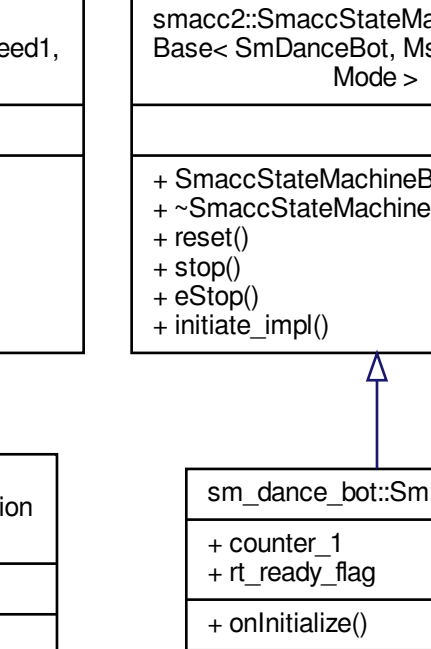 eed1,
smacc2::SmaccStateMa
Base< SmDanceBot, Ms
Mode >
+ SmaccStateMachineB
+ ~SmaccStateMachine
+ reset()
+ stop()
+ eStop()
+ initiate_impl()
ion
sm_dance_bot::Sm
+ counter_1
+ rt_ready_flag
+ onInitialize()